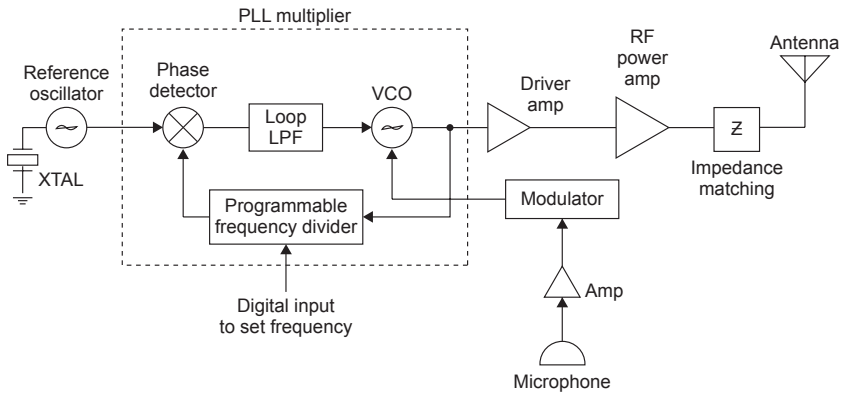 PLL multiplier
Reference
oscillator
Phase
detector
Loop
LPF
VCO
Driver
amp
RF
power
amp
Antenna
XTAL
Z
Impedance
matching
Programmable
frequency divider
Modulator
Digital input
to set frequency
Amp
Microphone